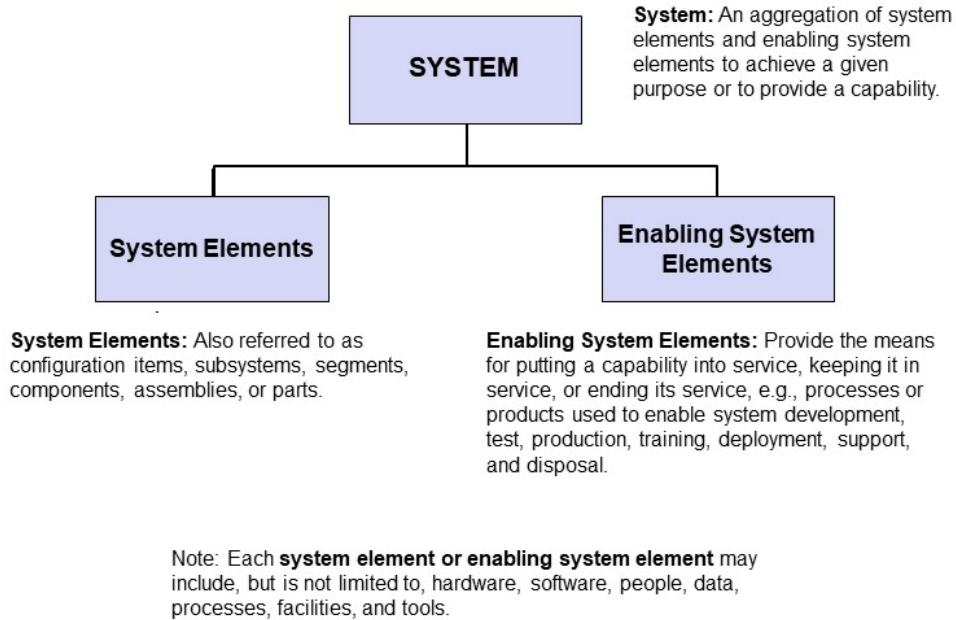 System: An aggregation of system
elements and enabling system
elements to achieve a given
purpose or to provide a capability.
SYSTEM
System Elements
Enabling System
Elements
System Elements: Also referred to as
configuration items, subsystems, segments,
components, assemblies, or parts.
Enabling System Elements: Provide the means
for putting a capability into service, keeping it in
service, or ending its service, e.g., processes or
products used to enable system development,
test, production, training, deployment, support,
and disposal.
Note: Each system element or enabling system element may
include, but is not limited to, hardware, software, people, data,
processes, facilities, and tools.